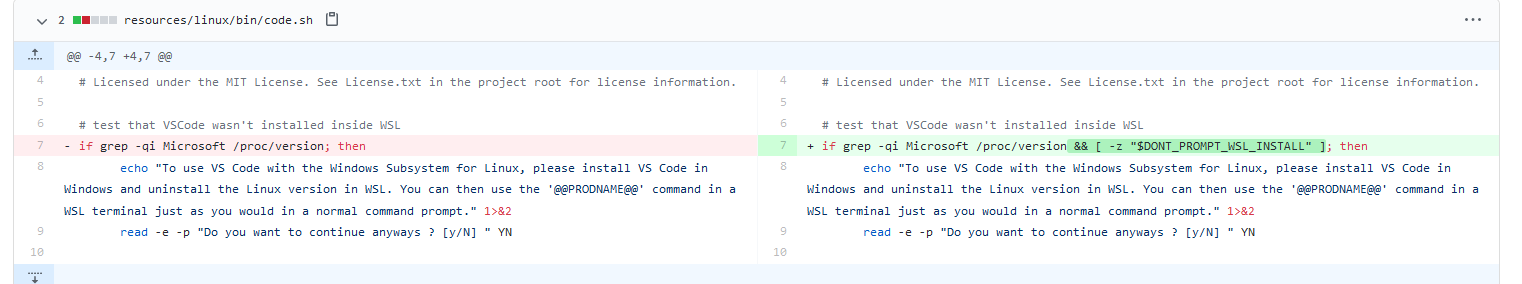 2 resources/linux/bin/code.sh
@@ -4,7 +4,7 @@
4 # Licensed under the MIT License. See License.txt in the project root for license information.
5
6 # test that VSCode wasn't installed inside WSL
7 - if grep -qi Microsoft /proc/version; then
8 echo "To use VS Code with the Windows Subsystem for Linux, please install VS Code in
Windows and uninstall the Linux version in WSL. You can then use the '@@PRODNAME@@' command in a
WSL terminal just as you would in a normal command prompt." 1>&2
9 read -e -p "Do you want to continue anyways ? [y/N] " YN
10
4 # Licensed under the MIT License. See License.txt in the project root for license information.
5
6 # test that VSCode wasn't installed inside WSL
7 + if grep -qi Microsoft /proc/version && [ -z "$DONT_PROMPT_WSL_INSTALL" ]; then
8 echo "To use VS Code with the Windows Subsystem for Linux, please install VS Code in
Windows and uninstall the Linux version in WSL. You can then use the '@@PRODNAME@@' command in a
WSL terminal just as you would in a normal command prompt." 1>&2
9 read -e -p "Do you want to continue anyways ? [y/N] " YN
10